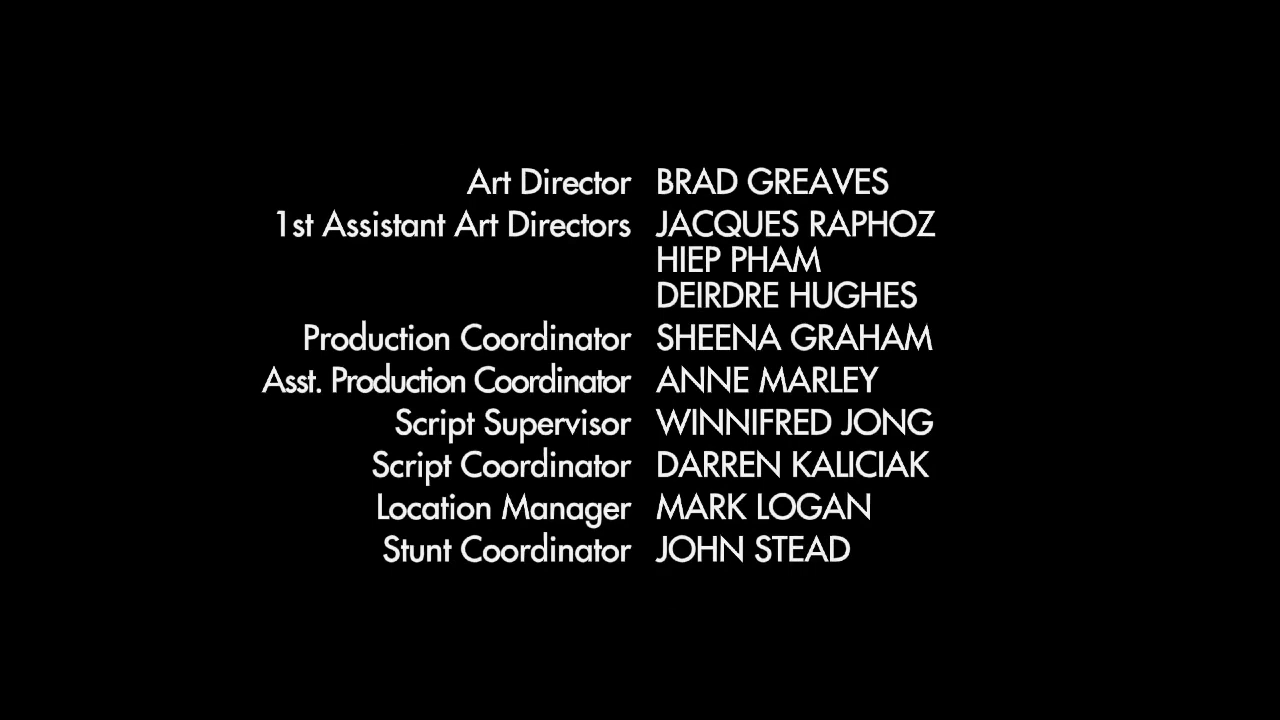 Art Director BRAD GREAVES
1st Assistant Art Directors JACQUES RAPHOZ
HIEP PHAM
DEIRDRE HUGHES
Production Coordinator SHEENA GRAHAM
Asst. Production Coordinator ANNE MARLEY
Script Supervisor WINNIFRED JONG
Script Coordinator DARREN KALICIAK
Location Manager MARK LOGAN
Stunt Coordinator JOHN STEAD